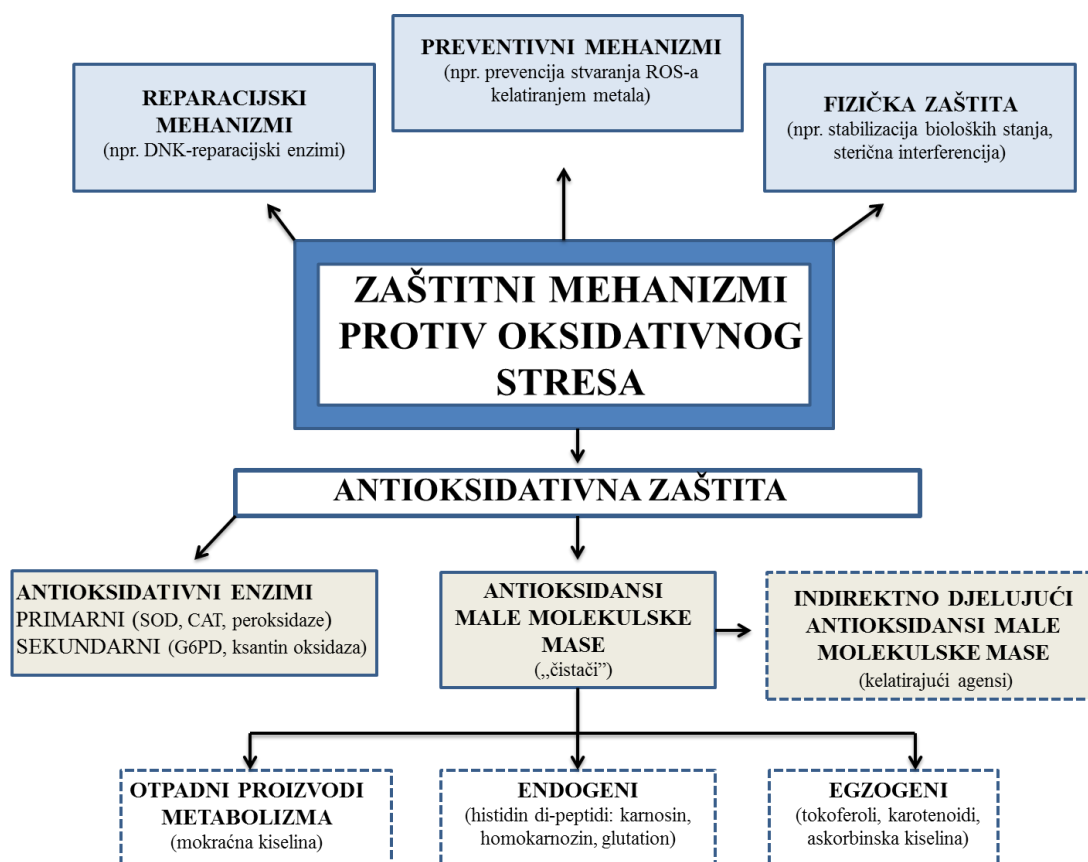 PREVENTIVNI MEHANIZMI
(npr. prevencija stvaranja ROS-a
kelatiranjem metala)
REPARACIJSKI
MEHANIZMI
(npr. DNK-reparacijski enzimi)
FIZIČKA ZAŠTITA
(npr. stabilizacija bioloških stanja,
sterična interferencija)
ZAŠTITNI MEHANIZMI
PROTIV OKSIDATIVNOG
STRESA
ANTIOKSIDATIVNA ZAŠTITA
ANTIOKSIDATIVNI ENZIMI
PRIMARNI (SOD, CAT, peroksidaze)
SEKUNDARNI (G6PD, ksantin oksidaza)
ANTIOKSIDANSI
MALE MOLEKULSKE
MASE
(„čistači”)
INDIREKTNO DJELUJUĆI
ANTIOKSIDANSI MALE
MOLEKULSKE MASE
(kelatirajući agensi)
OTPADNI PROIZVODI
METABOLIZMA
(mokraćna kiselina)
ENDOGENI
(histidin di-peptidi: karnosin,
homokarnozin, glutation)
EGZOGENI
(tokoferoli, karotenoidi,
askorbinska kiselina)